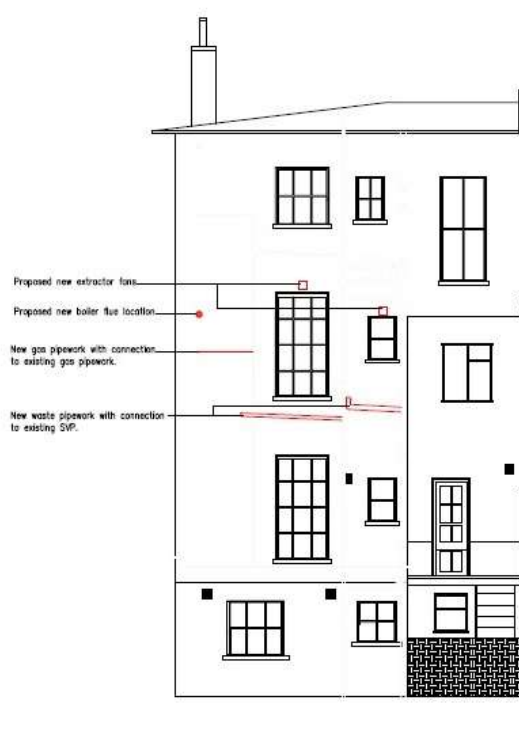 Proposed new extractor fans
Proposed new boiler flue location
New gas pipework with connection
to existing gas pipework.
New waste pipework with connection
to existing SVP.